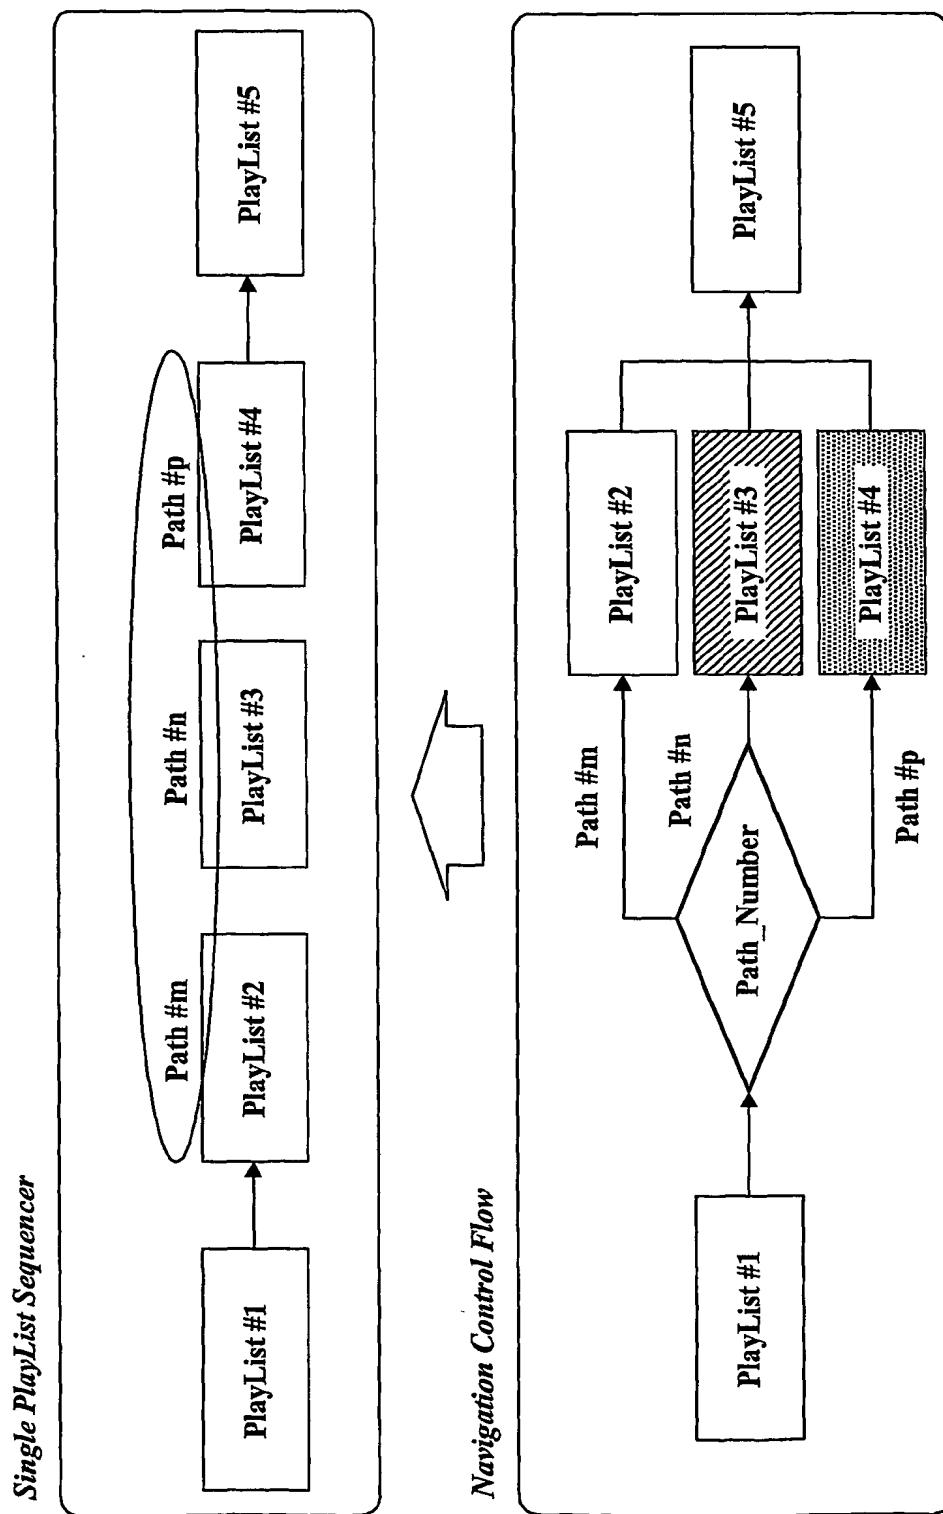 Single PlayList Sequencer
PlayList #1
Path #m
PlayList #2
Path #n
PlayList #3
Path #p
PlayList #4
PlayList #5
Navigation Control Flow
PlayList #1
Path_Number
Path #m
Path #n
Path #p
PlayList #2
PlayList #3
PlayList #4
PlayList #5